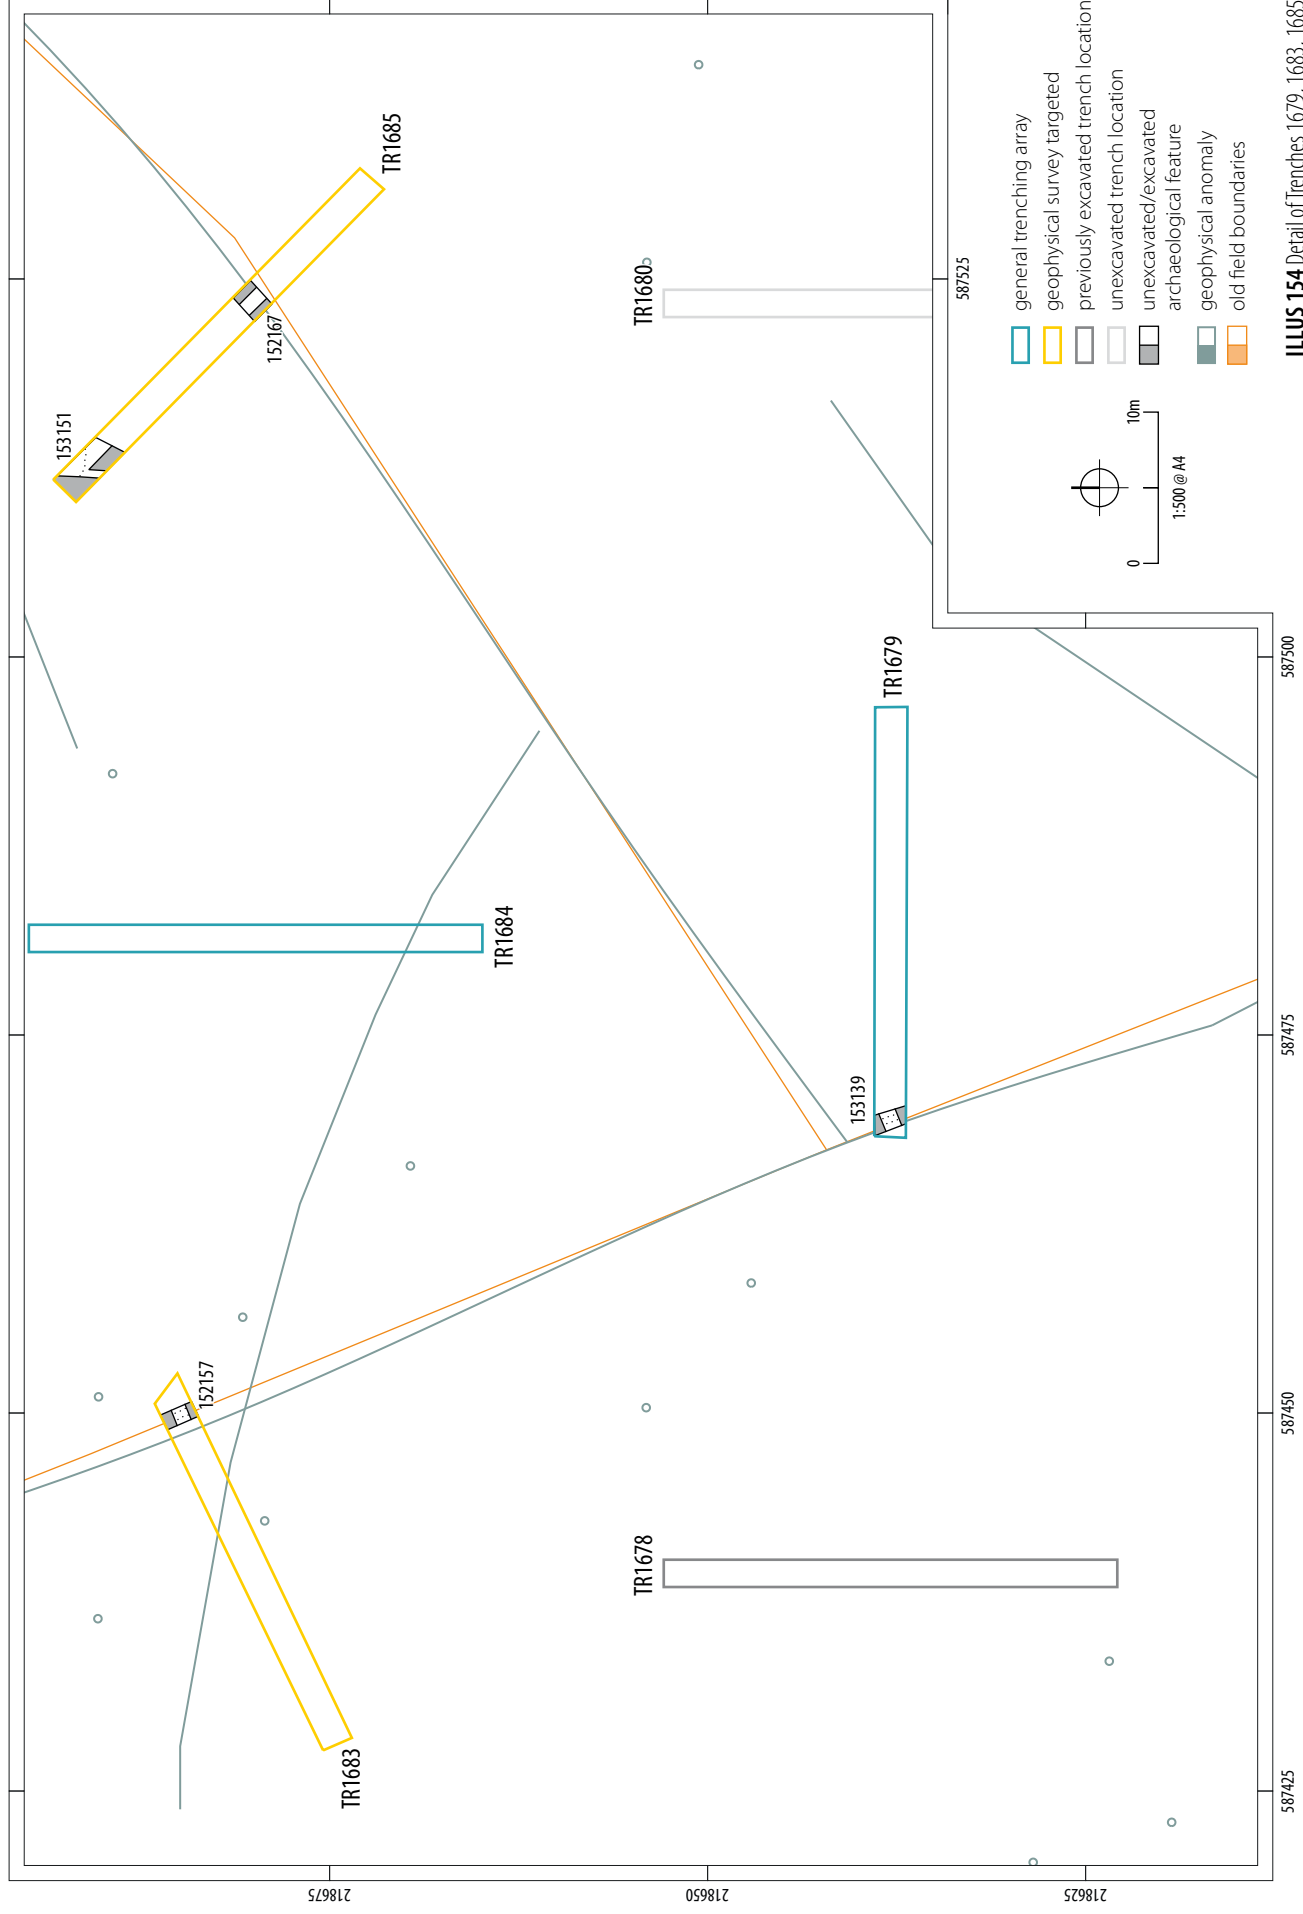 TR1685
153151
152167
TR1680
TR1684
TR1679
153139
152157
TR1683
TR1678
218675
218650
218625
587425
587450
587475
587500
587525
general trenching array
geophysical survey targeted
previously excavated trench location
unexcavated trench location
unexcavated/excavated
archaeological feature
geophysical anomaly
old field boundaries
0
10m
1:500 @ A4
ILLUS 154 Detail of Trenches 1679, 1683, 1685